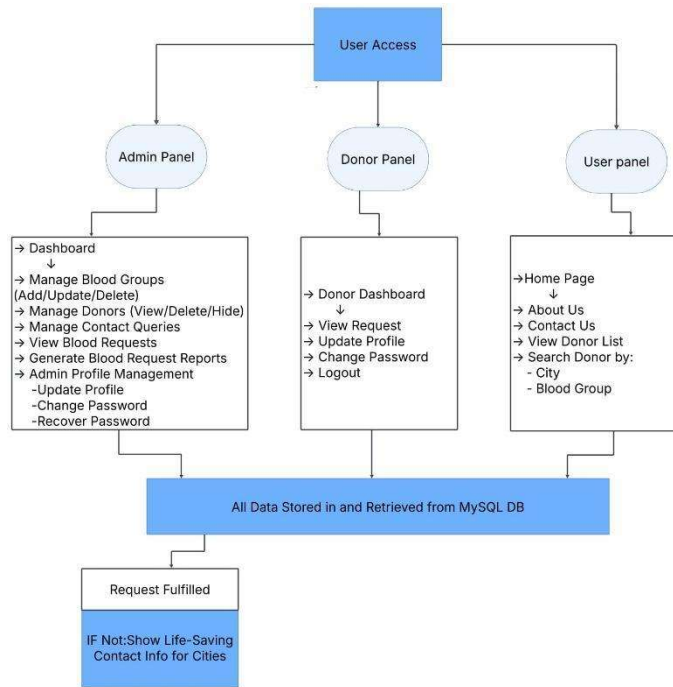 User Access
Admin Panel
Donor Panel
User panel
→ Dashboard
↓
→ Manage Blood Groups
(Add/Update/Delete)
→ Manage Donors (View/Delete/Hide)
→ Manage Contact Queries
→ View Blood Requests
→ Generate Blood Request Reports
→ Admin Profile Management
-Update Profile
-Change Password
-Recover Password
→ Donor Dashboard
↓
→ View Request
→ Update Profile
→ Change Password
→ Logout
→Home Page
↓
→ About Us
→ Contact Us
→ View Donor List
→ Search Donor by:
- City
- Blood Group
All Data Stored in and Retrieved from MySQL DB
Request Fulfilled
IF Not:Show Life-Saving
Contact Info for Cities